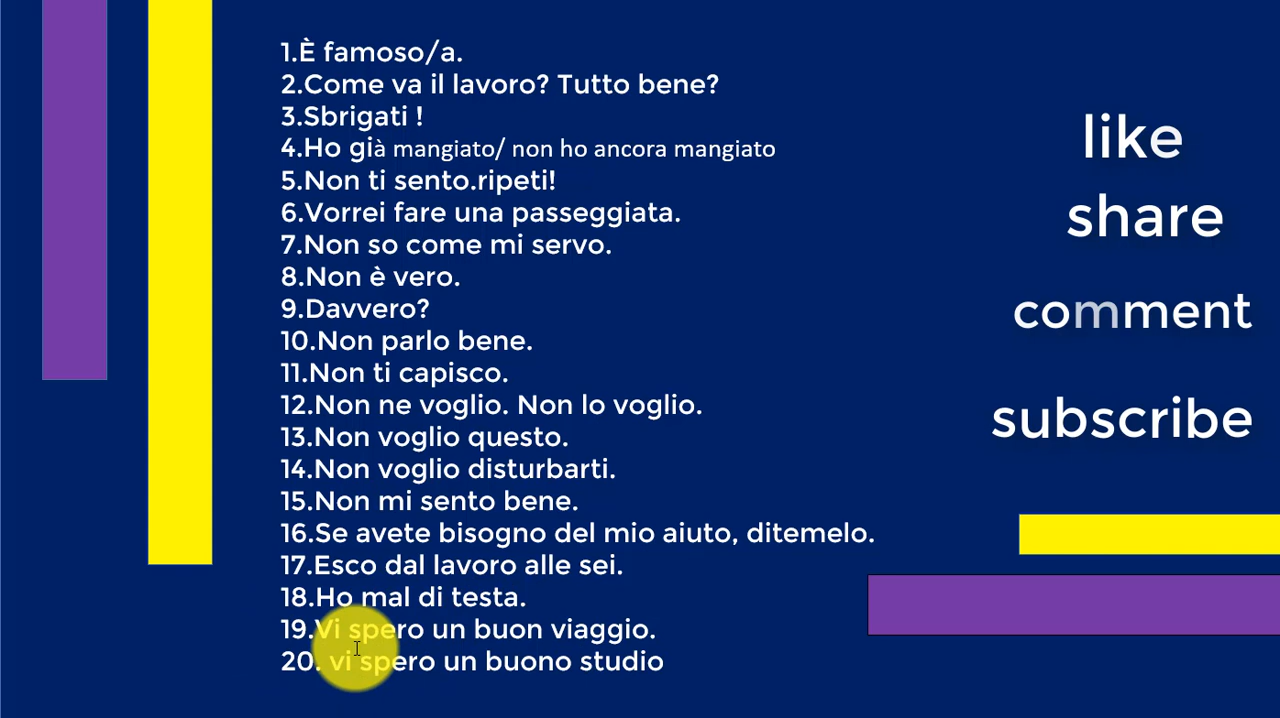 1.È famoso/a.
2.Come va il lavoro? Tutto bene?
3.Sbrigati !
4.Ho già mangiato/ non ho ancora mangiato
5.Non ti sento.ripeti!
6.Vorrei fare una passeggiata.
7.Non so come mi servo.
8.Non è vero.
9.Davvero?
10.Non parlo bene.
11.Non ti capisco.
12.Non ne voglio. Non lo voglio.
13.Non voglio questo.
14.Non voglio disturbarti.
15.Non mi sento bene.
16.Se avete bisogno del mio aiuto, ditemelo.
17.Esco dal lavoro alle sei.
18.Ho mal di testa.
19.Vi spero un buon viaggio.
20. vi spero un buono studio
like
share
comment
subscribe